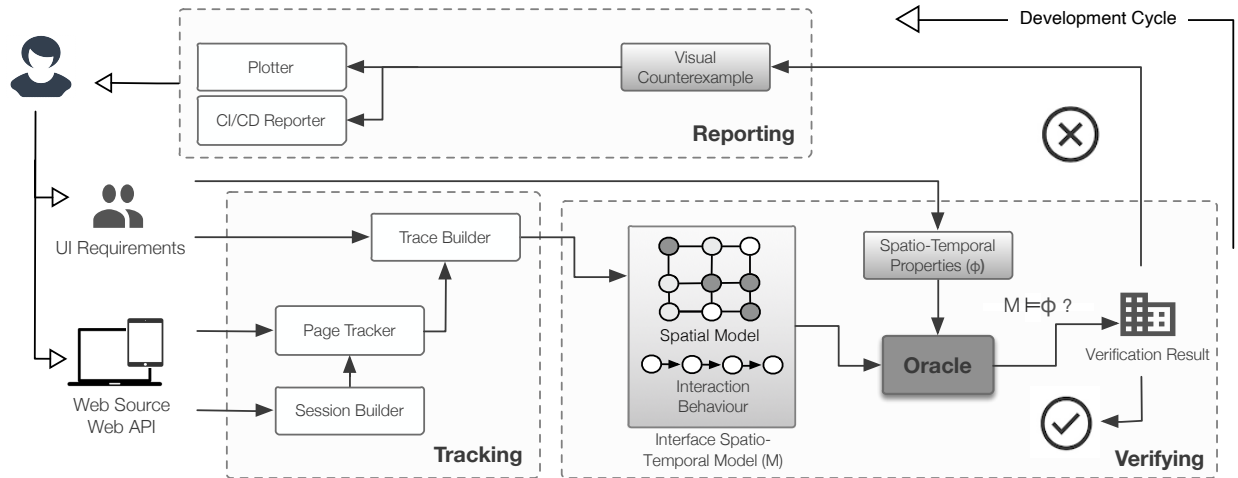 Development Cycle
Plotter
Visual
Counterexample
CI/CD Reporter
Reporting
UI Requirements
Trace Builder
Spatio-Temporal
Properties (ϕ)
Page Tracker
Spatial Model
M ⊨ϕ ?
Oracle
Verification Result
Web Source
Web API
Session Builder
Interaction
Behaviour
Tracking
Interface Spatio-
Temporal Model (M)
Verifying